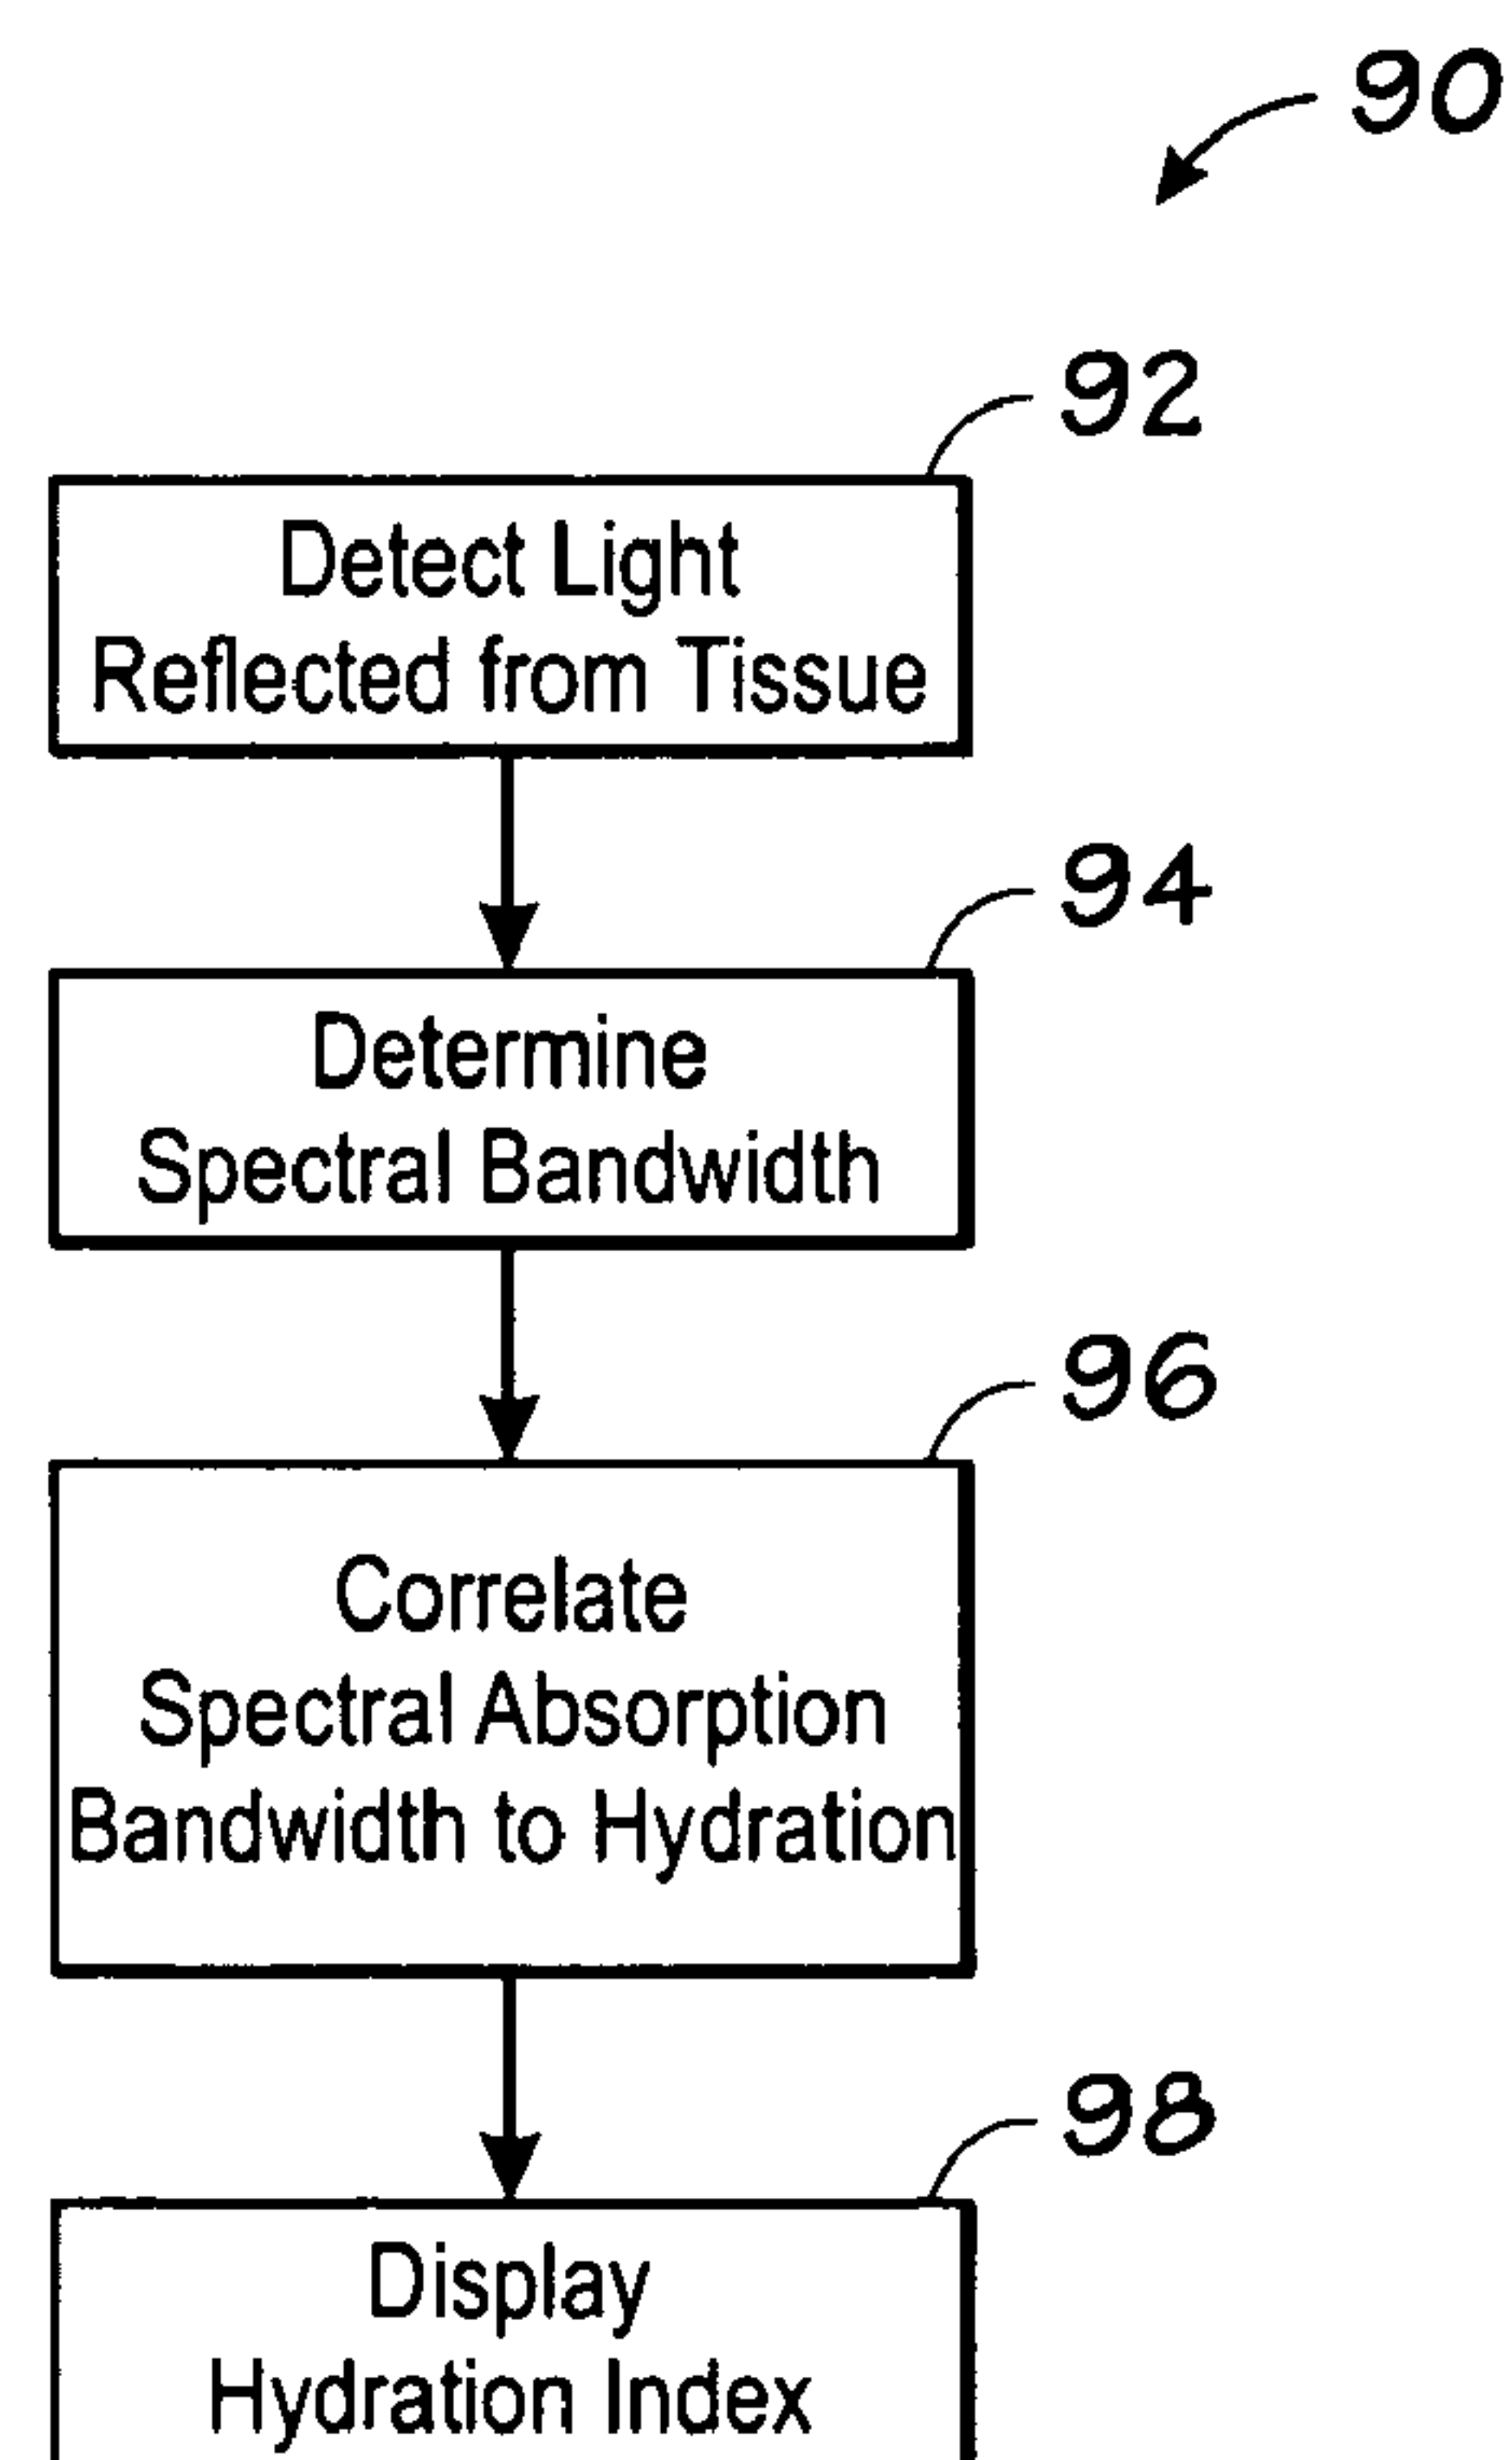 90
92
Detect Light
Reflected from Tissue
94
Determine
Spectral Bandwidth
96
Correlate
Spectral Absorption
Bandwidth to Hydration
98
Display
Hydration Index